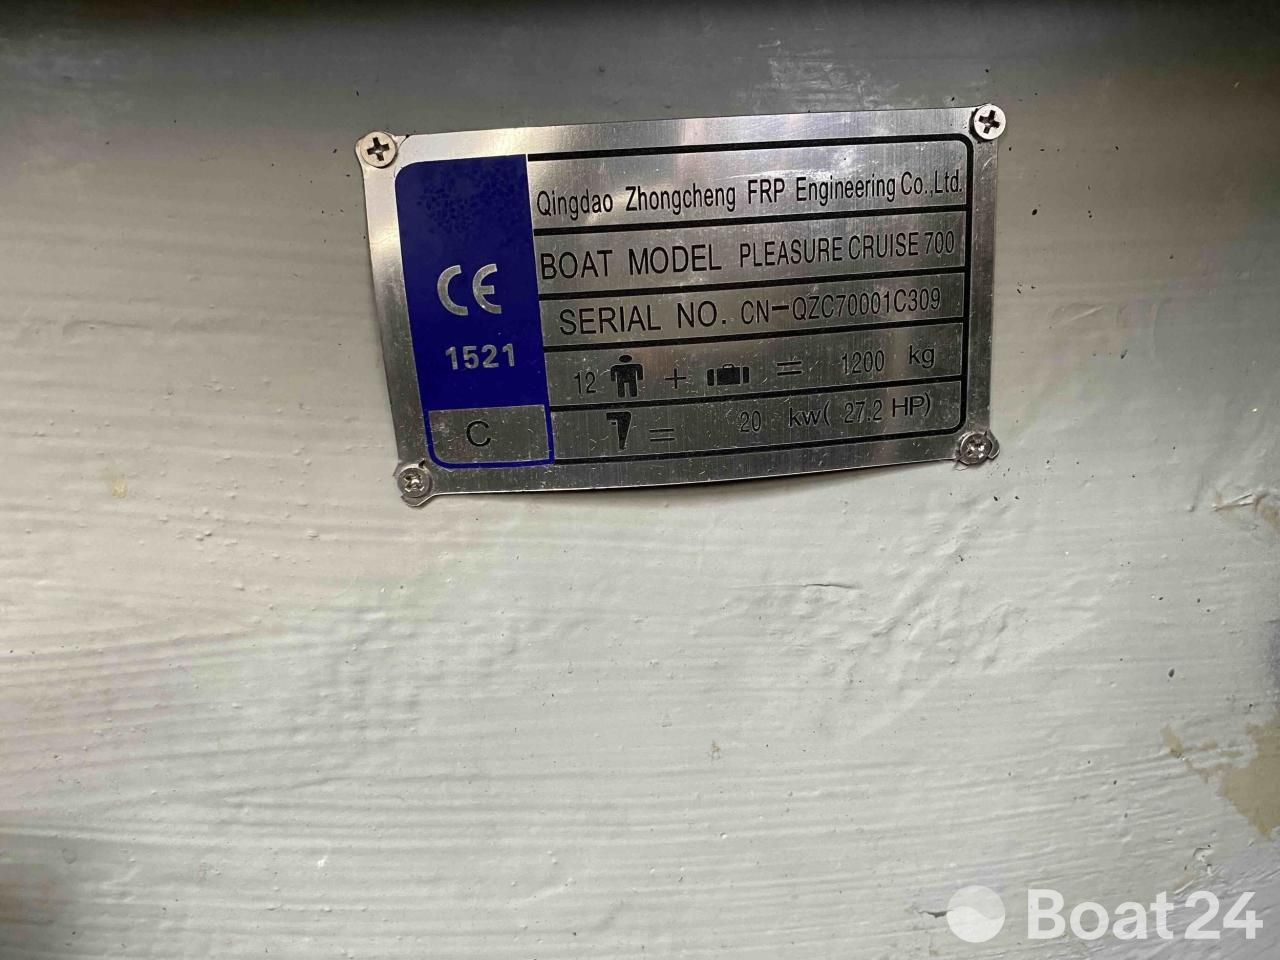 Qingdao Zhongcheng FRP Engineering Co.,Ltd.
BOAT MODEL PLEASURE CRUISE 700
SERIAL NO. CN-QZC70001C309
12 + = 1200 kg
= 20 kw( 27.2 HP)
CE
1521
C
Boat24